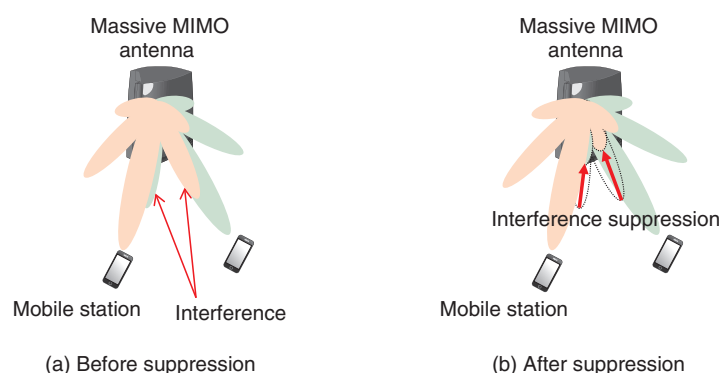 Massive MIMO
antenna
Mobile station
Interference
(a) Before suppression
Massive MIMO
antenna
Interference suppression
Mobile station
(b) After suppression